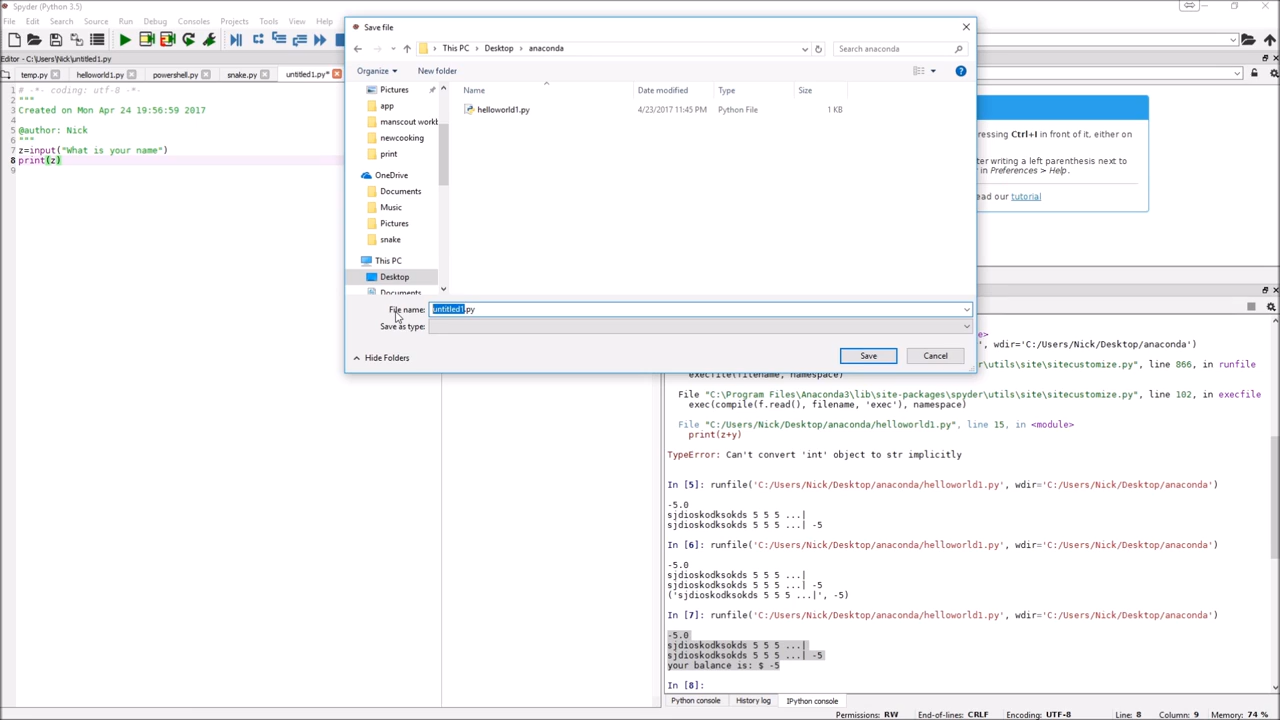 Spyder (Python 3.5)
File Edit Search Source Run Debug Consoles Projects Tools View Help
Editor - C:\Users\Nick\untitled1.py
temp.py helloworld1.py powershell.py snake.py untitled1.py*
1 # -*- coding: utf-8 -*-
2 """
3 Created on Mon Apr 24 19:56:59 2017
4
5 @author: Nick
6 """
7 z=input("What is your name")
8 print(z)
9
Save file
This PC > Desktop > anaconda
Search anaconda
Organize New folder
Name Date modified Type Size
helloworld1.py 4/23/2017 11:45 PM Python File 1 KB
Pictures
app
manscout work
newcooking
print
OneDrive
Documents
Music
Pictures
snake
This PC
Desktop
Documents
File name: untitled1.py
Save as type:
Hide Folders
Save Cancel
ressing Ctrl+I in front of it, either on
ter writing a left parenthesis next to
r in Preferences > Help.
ead our tutorial
e>
', wdir='C:/Users/Nick/Desktop/anaconda')
\utils\site\sitecustomize.py", line 866, in runfile
execfile(filename, namespace)
File "C:\Program Files\Anaconda3\lib\site-packages\spyder\utils\site\sitecustomize.py", line 102, in execfile
exec(compile(f.read(), filename, 'exec'), namespace)
File "C:/Users/Nick/Desktop/anaconda/helloworld1.py", line 15, in <module>
print(z+y)
TypeError: Can't convert 'int' object to str implicitly
In [5]: runfile('C:/Users/Nick/Desktop/anaconda/helloworld1.py', wdir='C:/Users/Nick/Desktop/anaconda')
-5.0
sjdioskodksokds 5 5 5 ...|
sjdioskodksokds 5 5 5 ...| -5
In [6]: runfile('C:/Users/Nick/Desktop/anaconda/helloworld1.py', wdir='C:/Users/Nick/Desktop/anaconda')
-5.0
sjdioskodksokds 5 5 5 ...|
sjdioskodksokds 5 5 5 ...| -5
('sjdioskodksokds 5 5 5 ...|', -5)
In [7]: runfile('C:/Users/Nick/Desktop/anaconda/helloworld1.py', wdir='C:/Users/Nick/Desktop/anaconda')
-5.0
sjdioskodksokds 5 5 5 ...|
sjdioskodksokds 5 5 5 ...| -5
your balance is: $ -5
In [8]:
Python console History log IPython console
Permissions: RW End-of-lines: CRLF Encoding: UTF-8 Line: 8 Column: 9 Memory: 74 %